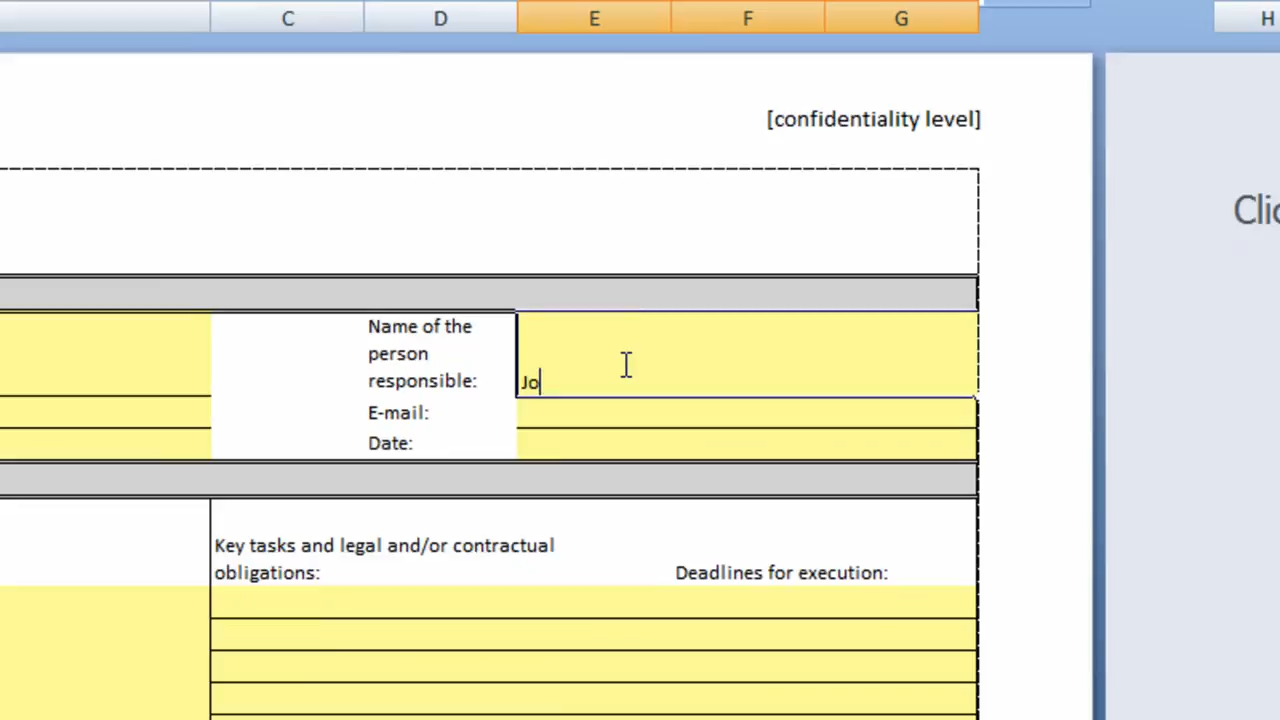 C D E F G H
[confidentiality level]
Clic
Name of the
person
responsible:
Jo
E-mail:
Date:
Key tasks and legal and/or contractual
obligations:
Deadlines for execution: